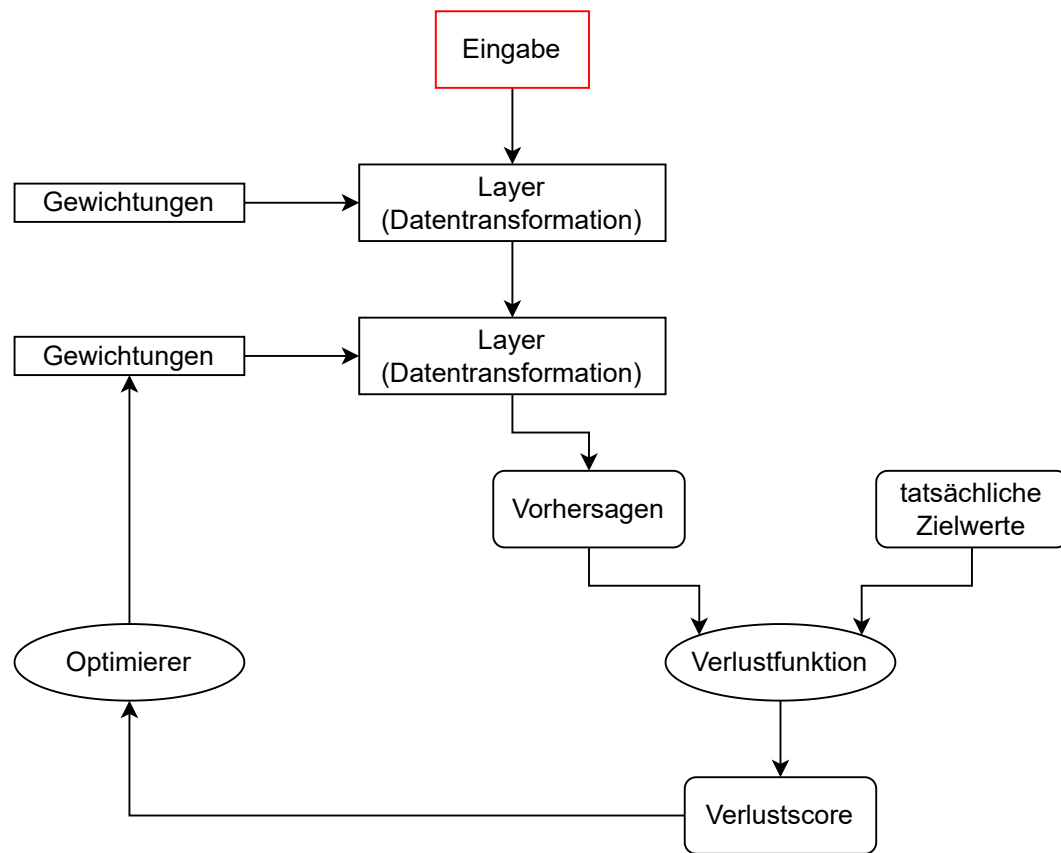 Eingabe
Gewichtungen
Layer
(Datentransformation)
Gewichtungen
Layer
(Datentransformation)
Vorhersagen
tatsächliche
Zielwerte
Optimierer
Verlustfunktion
Verlustscore